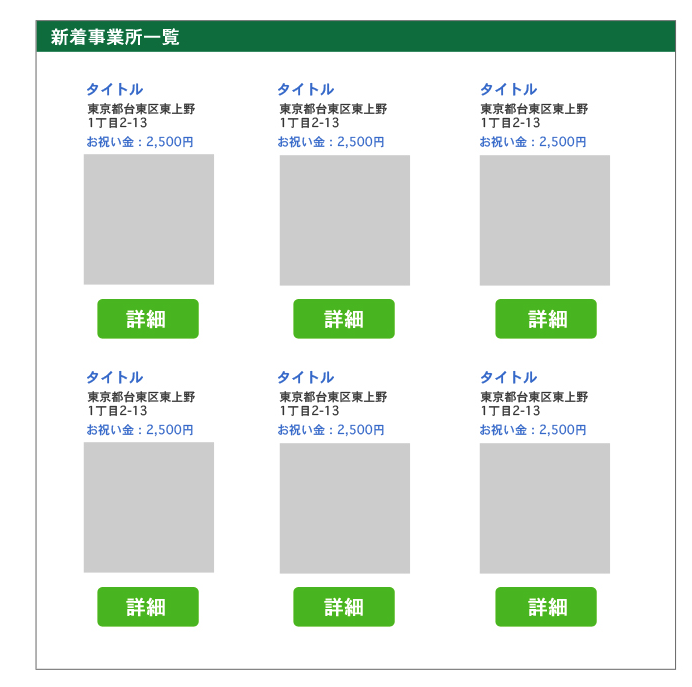 新着事業所一覧
タイトル
東京都台東区東上野
1丁目2-13
お祝い金：2,500円
詳細
タイトル
東京都台東区東上野
1丁目2-13
お祝い金：2,500円
詳細
タイトル
東京都台東区東上野
1丁目2-13
お祝い金：2,500円
詳細
タイトル
東京都台東区東上野
1丁目2-13
お祝い金：2,500円
詳細
タイトル
東京都台東区東上野
1丁目2-13
お祝い金：2,500円
詳細
タイトル
東京都台東区東上野
1丁目2-13
お祝い金：2,500円
詳細